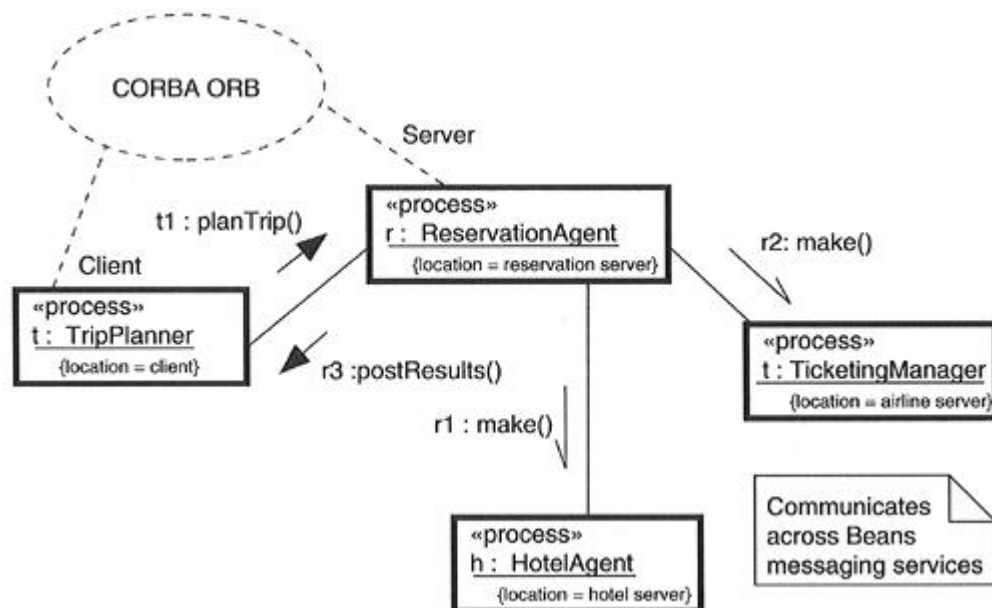 CORBA ORB
Server
«process»
r : ReservationAgent
{location = reservation server}
t1 : planTrip()
r2: make()
Client
«process»
t : TripPlanner
{location = client}
«process»
t : TicketingManager
{location = airline server}
r3 :postResults()
r1 : make()
Communicates
across Beans
messaging services
«process»
h : HotelAgent
{location = hotel server}